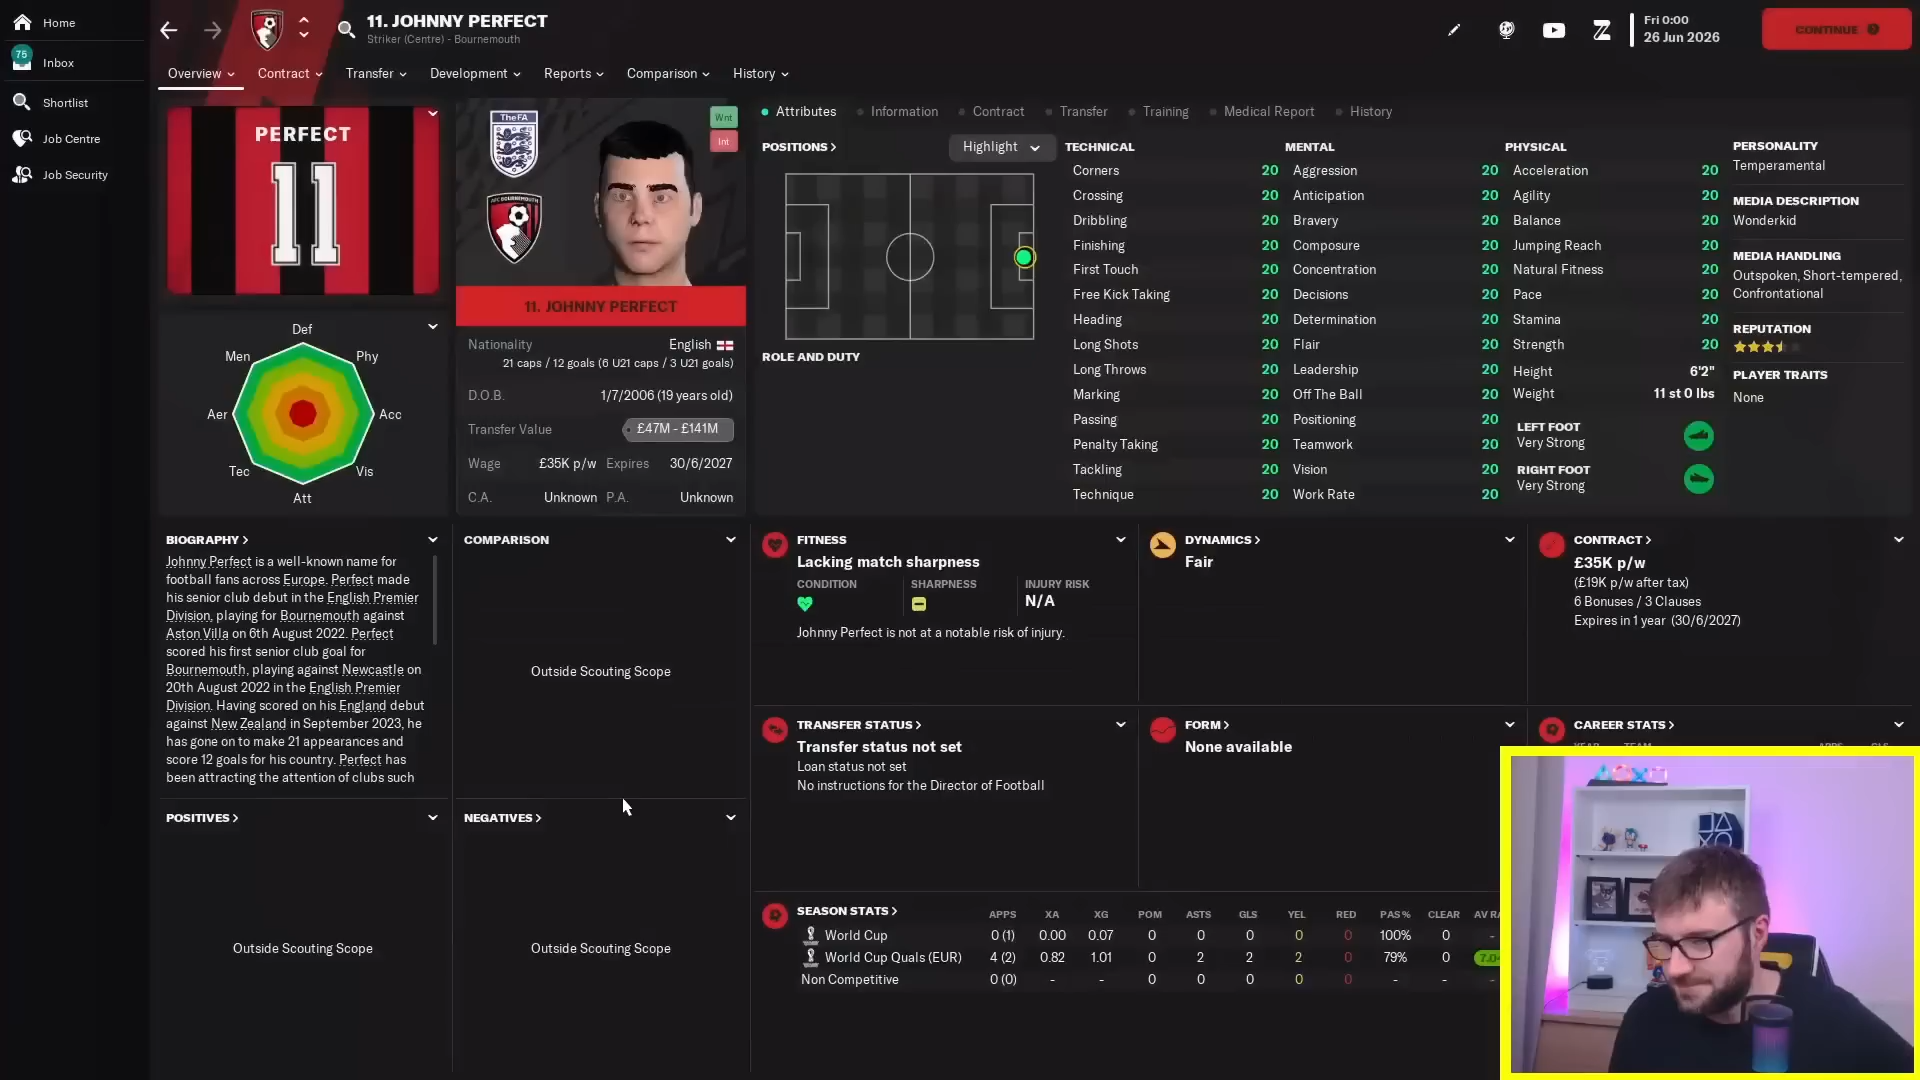 Home
75
Inbox
Shortlist
Job Centre
Job Security
11. JOHNNY PERFECT
Striker (Centre) - Bournemouth
Fri 0:00
26 Jun 2026
CONTINUE
Overview
Contract
Transfer
Development
Reports
Comparison
History
PERFECT
11
Def
Men
Phy
Aer
Acc
Tec
Vis
Att
The FA
AFC BOURNEMOUTH
Wnt
Int
11. JOHNNY PERFECT
Nationality English
21 caps / 12 goals (6 U21 caps / 3 U21 goals)
D.O.B. 1/7/2006 (19 years old)
Transfer Value £47M - £141M
Wage £35K p/w Expires 30/6/2027
C.A. Unknown P.A. Unknown
Attributes Information Contract Transfer Training Medical Report History
POSITIONS >
Highlight
ROLE AND DUTY
TECHNICAL
Corners 20
Crossing 20
Dribbling 20
Finishing 20
First Touch 20
Free Kick Taking 20
Heading 20
Long Shots 20
Long Throws 20
Marking 20
Passing 20
Penalty Taking 20
Tackling 20
Technique 20
MENTAL
Aggression 20
Anticipation 20
Bravery 20
Composure 20
Concentration 20
Decisions 20
Determination 20
Flair 20
Leadership 20
Off The Ball 20
Positioning 20
Teamwork 20
Vision 20
Work Rate 20
PHYSICAL
Acceleration 20
Agility 20
Balance 20
Jumping Reach 20
Natural Fitness 20
Pace 20
Stamina 20
Strength 20
Height 6'2"
Weight 11 st 0 lbs
LEFT FOOT
Very Strong
RIGHT FOOT
Very Strong
PERSONALITY
Temperamental
MEDIA DESCRIPTION
Wonderkid
MEDIA HANDLING
Outspoken, Short-tempered,
Confrontational
REPUTATION
PLAYER TRAITS
None
BIOGRAPHY >
Johnny Perfect is a well-known name for
football fans across Europe. Perfect made
his senior club debut in the English Premier
Division, playing for Bournemouth against
Aston Villa on 6th August 2022. Perfect
scored his first senior club goal for
Bournemouth, playing against Newcastle on
20th August 2022 in the English Premier
Division. Having scored on his England debut
against New Zealand in September 2023, he
has gone on to make 21 appearances and
score 12 goals for his country. Perfect has
been attracting the attention of clubs such
COMPARISON
Outside Scouting Scope
POSITIVES >
Outside Scouting Scope
NEGATIVES >
Outside Scouting Scope
FITNESS
Lacking match sharpness
CONDITION SHARPNESS INJURY RISK
N/A
Johnny Perfect is not at a notable risk of injury.
DYNAMICS >
Fair
CONTRACT >
£35K p/w
(£19K p/w after tax)
6 Bonuses / 3 Clauses
Expires in 1 year (30/6/2027)
TRANSFER STATUS >
Transfer status not set
Loan status not set
No instructions for the Director of Football
FORM >
None available
CAREER STATS >
SEASON STATS > APPS XA XG POM ASTS GLS YEL RED PAS % CLEAR
World Cup 0 (1) 0.00 0.07 0 0 0 0 0 100% 0 -
World Cup Quals (EUR) 4 (2) 0.82 1.01 0 2 2 2 0 79% 0
Non Competitive 0 (0) - - 0 0 0 0 0 - - -